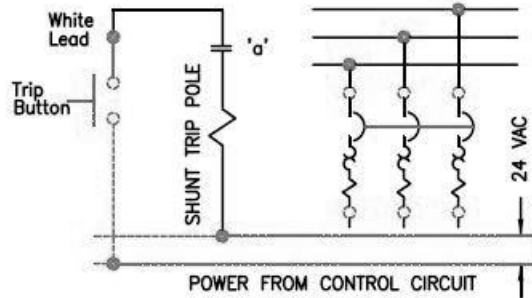 White
Lead
'a'
Trip
Button
SHUNT TRIP POLE
24 VAC
POWER FROM CONTROL CIRCUIT